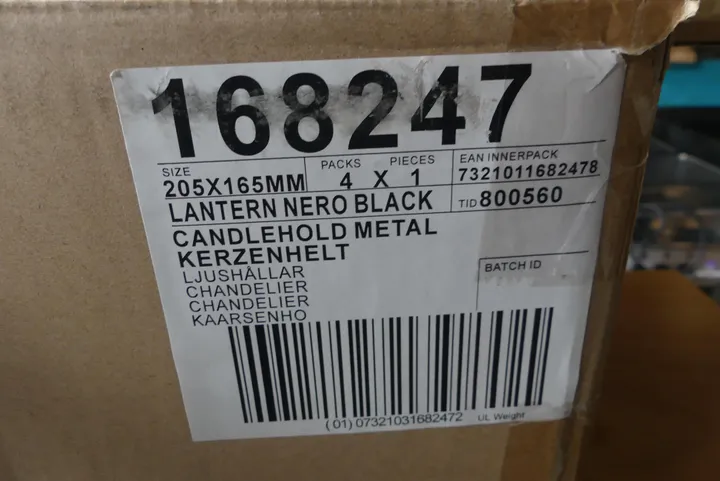 168247
SIZE PACKS PIECES EAN INNERPACK
205X165MM 4 X 1 7321011682478
LANTERN NERO BLACK TID 800560
CANDLEHOLD METAL
KERZENHELT
LJUSHÅLLAR
CHANDELIER
CHANDELIER
KAARSENHO
BATCH ID
(01)07321031682472 UL Weight